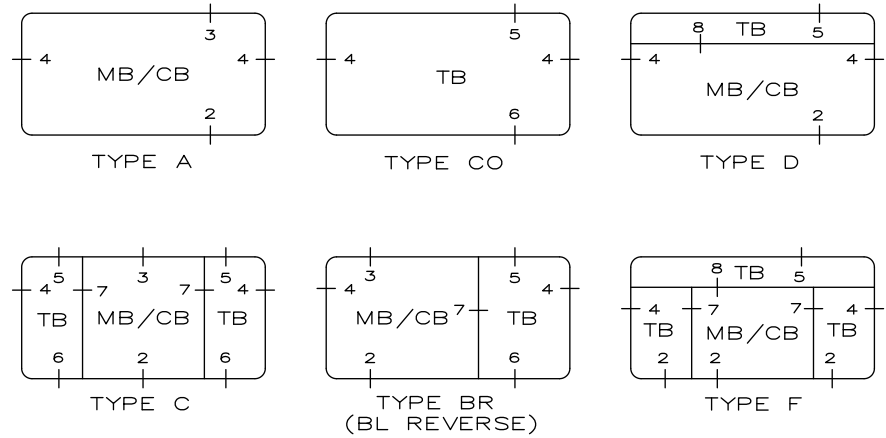 3
4 4
MB/CB
2
TYPE A
5
4 4
TB
6
TYPE CO
8 TB 5
4 4
MB/CB
2
TYPE D
5 3 5
4 7 7 4
TB MB/CB TB
6 2 6
TYPE C
3 5
4 4
MB/CB 7 TB
2 6
TYPE BR
(BL REVERSE)
8 TB 5
4 7 7 4
TB MB/CB TB
2 2 2
TYPE F